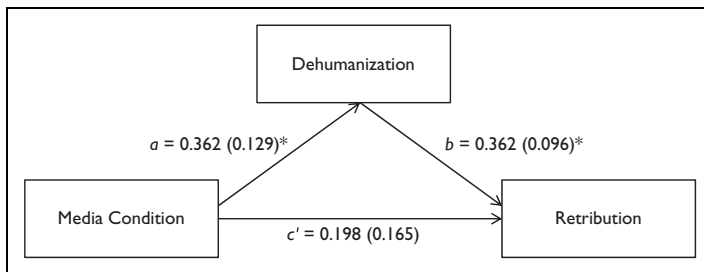 Dehumanization
a = 0.362 (0.129)*
b = 0.362 (0.096)*
Media Condition
Retribution
c' = 0.198 (0.165)